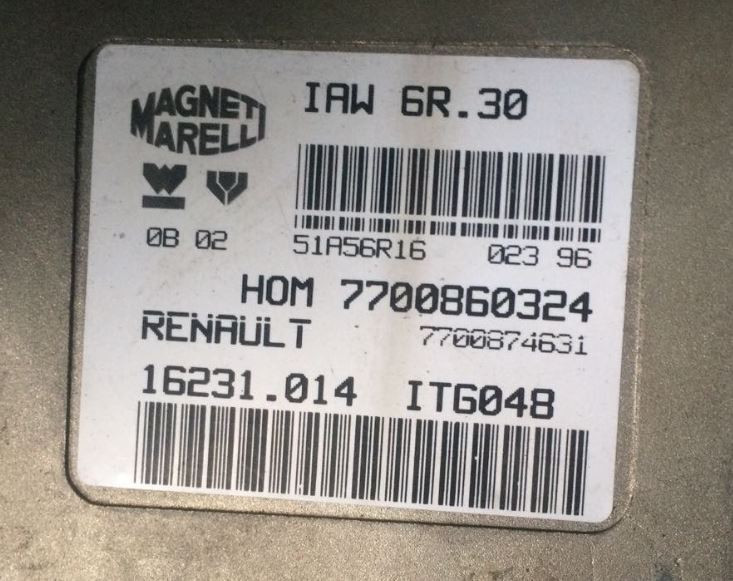 MAGNETI
MARELLI
IAW 6R.30
0B 02
51A56R16 023 96
HOM 7700860324
RENAULT 7700874631
16231.014 ITG048